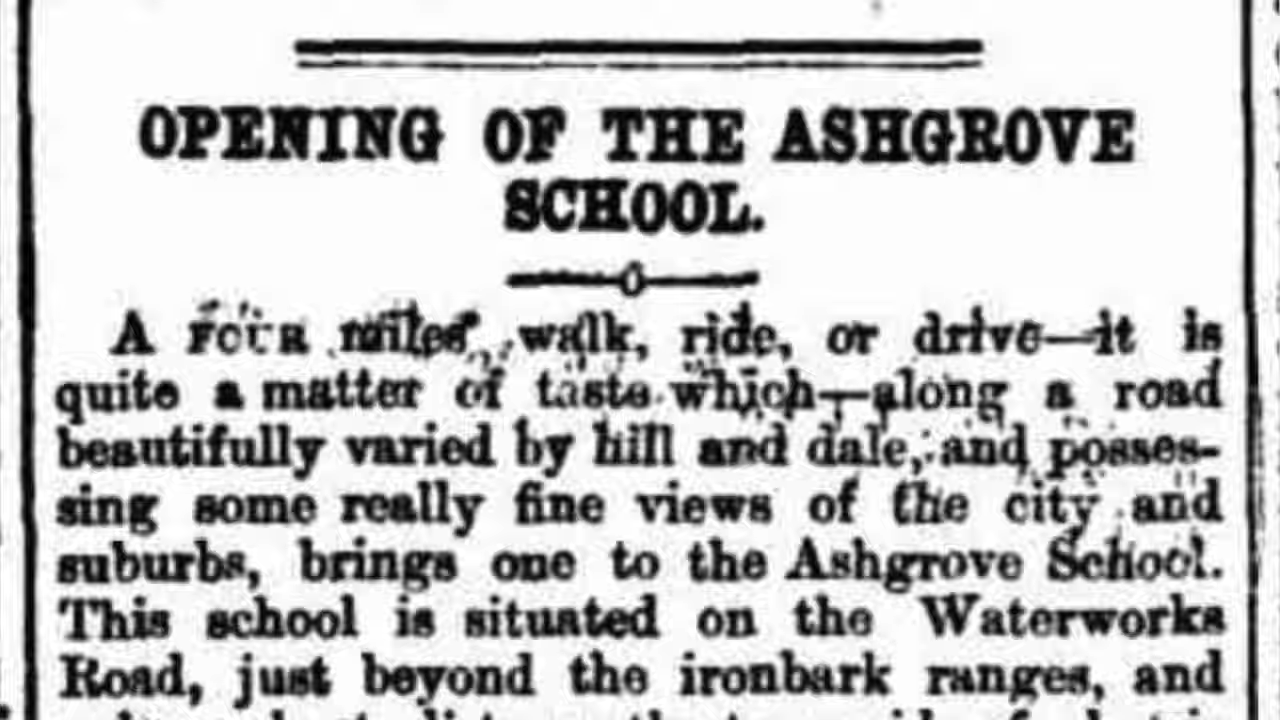 OPENING OF THE ASHGROVE
SCHOOL.
A FOUR miles' walk, ride, or drive—it is
quite a matter of taste which—along a road
beautifully varied by hill and dale, and posses-
sing some really fine views of the city and
suburbs, brings one to the Ashgrove School.
This school is situated on the Waterworks
Road, just beyond the ironbark ranges, and